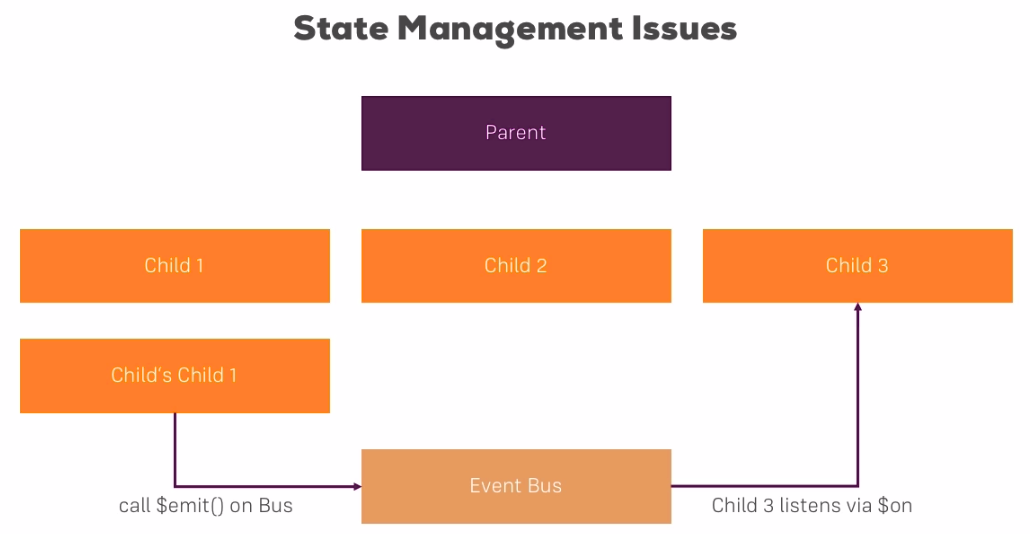 State Management Issues
Parent
Child 1
Child 2
Child 3
Child's Child 1
Event Bus
call $emit() on Bus
Child 3 listens via $on